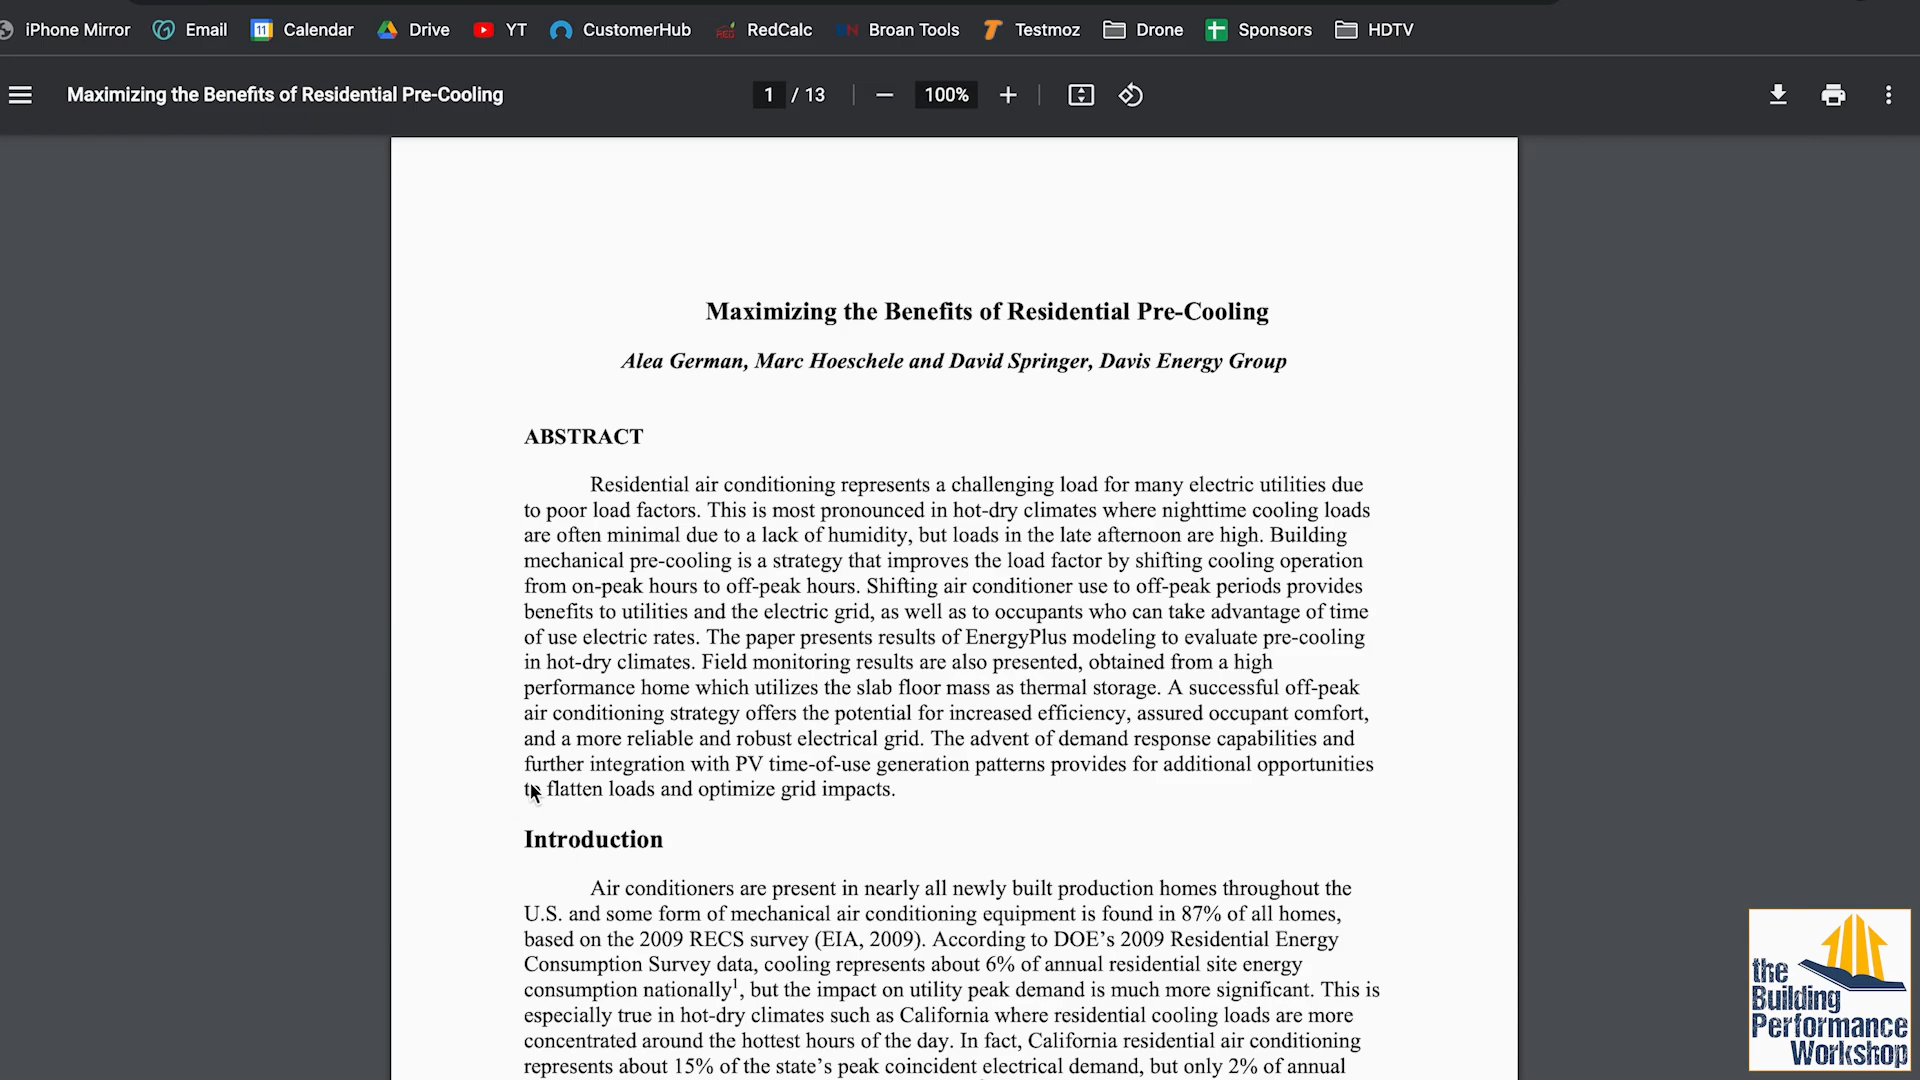 iPhone Mirror Email Calendar Drive YT CustomerHub RedCalc Broan Tools Testmoz Drone Sponsors HDTV
Maximizing the Benefits of Residential Pre-Cooling 1 / 13 100%
Maximizing the Benefits of Residential Pre-Cooling
Alea German, Marc Hoeschele and David Springer, Davis Energy Group
ABSTRACT
Residential air conditioning represents a challenging load for many electric utilities due
to poor load factors. This is most pronounced in hot-dry climates where nighttime cooling loads
are often minimal due to a lack of humidity, but loads in the late afternoon are high. Building
mechanical pre-cooling is a strategy that improves the load factor by shifting cooling operation
from on-peak hours to off-peak hours. Shifting air conditioner use to off-peak periods provides
benefits to utilities and the electric grid, as well as to occupants who can take advantage of time
of use electric rates. The paper presents results of EnergyPlus modeling to evaluate pre-cooling
in hot-dry climates. Field monitoring results are also presented, obtained from a high
performance home which utilizes the slab floor mass as thermal storage. A successful off-peak
air conditioning strategy offers the potential for increased efficiency, assured occupant comfort,
and a more reliable and robust electrical grid. The advent of demand response capabilities and
further integration with PV time-of-use generation patterns provides for additional opportunities
to flatten loads and optimize grid impacts.
Introduction
Air conditioners are present in nearly all newly built production homes throughout the
U.S. and some form of mechanical air conditioning equipment is found in 87% of all homes,
based on the 2009 RECS survey (EIA, 2009). According to DOE’s 2009 Residential Energy
Consumption Survey data, cooling represents about 6% of annual residential site energy
consumption nationally1, but the impact on utility peak demand is much more significant. This is
especially true in hot-dry climates such as California where residential cooling loads are more
concentrated around the hottest hours of the day. In fact, California residential air conditioning
represents about 15% of the state’s peak coincident electrical demand, but only 2% of annual
the
Building
Performance
Workshop